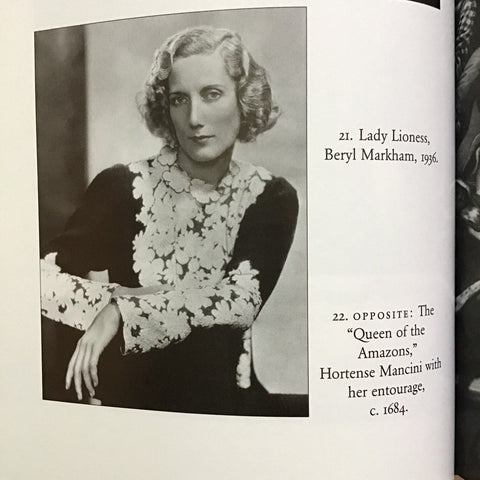 21. Lady Lioness,
Beryl Markham, 1936.
22. OPPOSITE: The
“Queen of the
Amazons,”
Hortense Mancini with
her entourage,
c. 1684.